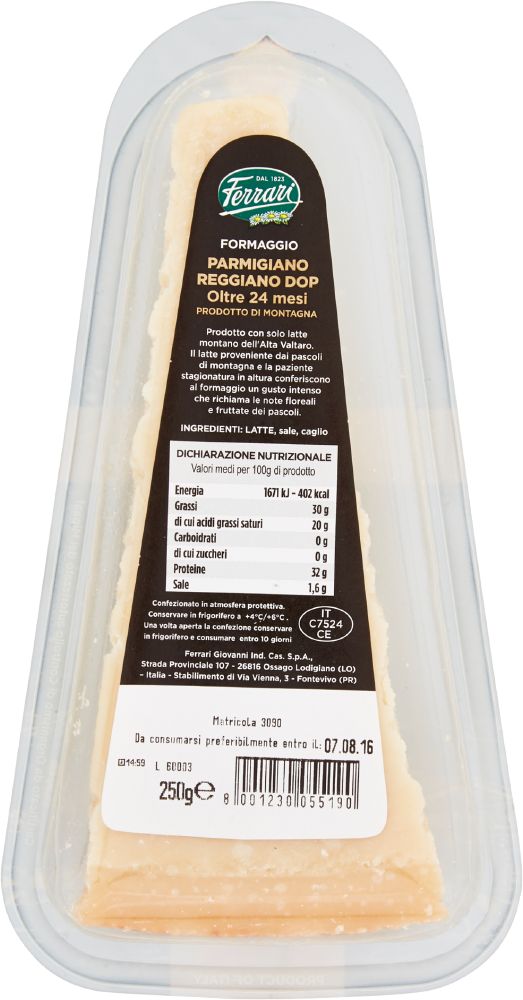 DAL 1823
Ferrari
FORMAGGIO
PARMIGIANO
REGGIANO DOP
Oltre 24 mesi
PRODOTTO DI MONTAGNA
Prodotto con solo latte
montano dell'Alta Valtaro.
Il latte proveniente dai pascoli
di montagna e la paziente
stagionatura in altura conferiscono
al formaggio un gusto intenso
che richiama le note floreali
e fruttate dei pascoli.
INGREDIENTI: LATTE, sale, caglio
DICHIARAZIONE NUTRIZIONALE
Valori medi per 100g di prodotto
Energia 1671 kJ - 402 kcal
Grassi 30 g
di cui acidi grassi saturi 20 g
Carboidrati 0 g
di cui zuccheri 0 g
Proteine 32 g
Sale 1,6 g
Confezionato in atmosfera protettiva.
Conservare in frigorifero a +4°C/+6°C .
Una volta aperta la confezione conservare
in frigorifero e consumare entro 10 giorni
IT
C7524
CE
Ferrari Giovanni Ind. Cas. S.p.A.,
Strada Provinciale 107 - 26816 Ossago Lodigiano (LO)
- Italia - Stabilimento di Via Vienna, 3 - Fontevivo (PR)
Matricola 3090
Da consumarsi preferibilmente entro il: 07.08.16
14:59 L 60003
250g e
8 001230 055190
PRODUCT OF ITALY